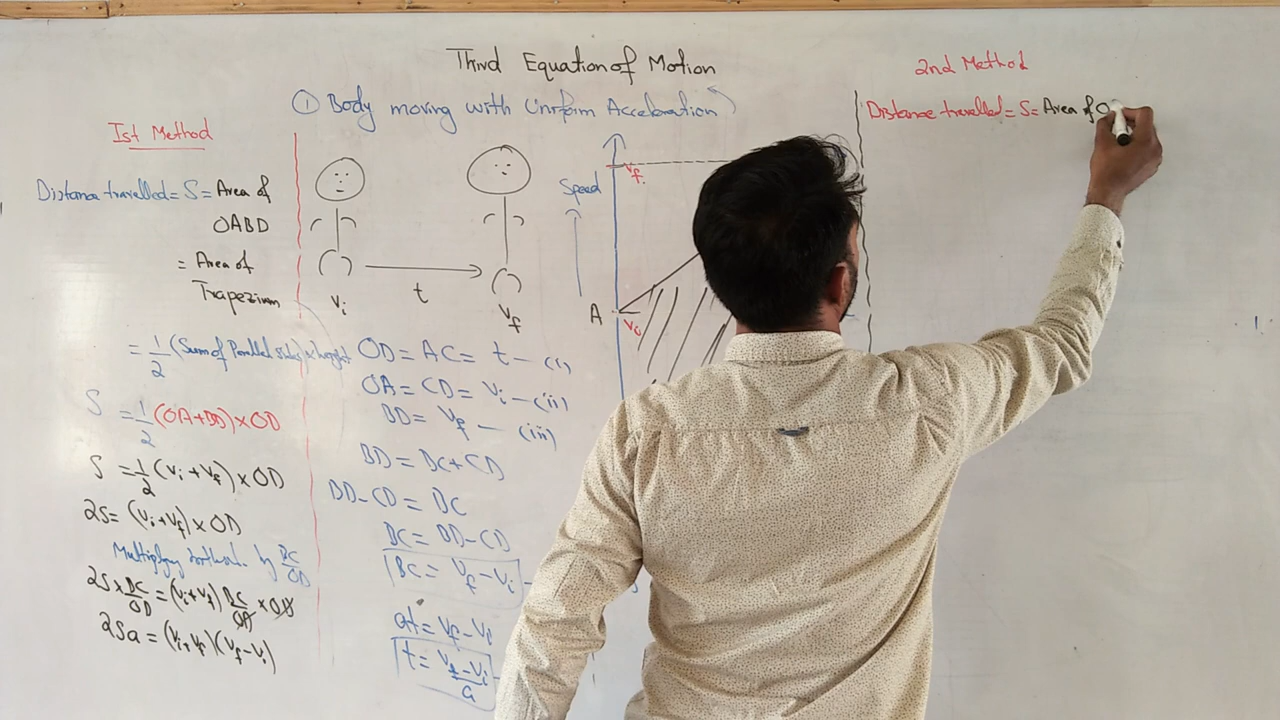 Third Equation of Motion
① Body moving with Uniform Acceleration
Ist Method
Distance travelled = S = Area of
OABD
= Area of
Trapezium
= 1/2 (Sum of Parallel sides) × height
S = 1/2 (OA+BD) × OD
S = 1/2 (Vi + Vf) × OD
2S = (Vi + Vf) × OD
Multiplying by BC/OD
2S × BC/OD = (Vi + Vf) BC/OD × OD
2Sa = (Vi + Vf) (Vf - Vi)
t
Vi
Vf
OD = AC = t — (i)
OA = CD = Vi — (ii)
BD = Vf — (iii)
BD = BC + CD
BD - CD = BC
BC = BD - CD
BC = Vf - Vi
at = Vf - Vi
t = Vf - Vi / a
Speed
Vf
A
Vi
2nd Method
Distance travelled = S = Area of O